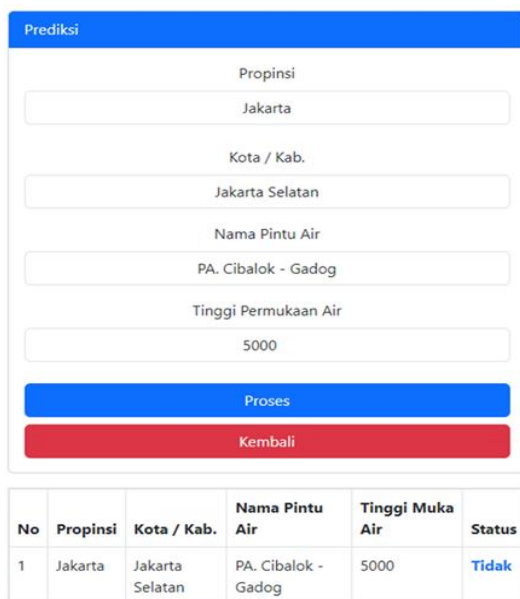 Prediksi
Propinsi
Jakarta
Kota / Kab.
Jakarta Selatan
Nama Pintu Air
PA. Cibalok - Gadog
Tinggi Permukaan Air
5000
Proses
Kembali
No Propinsi Kota / Kab. Nama Pintu Air Tinggi Muka Air Status
1 Jakarta Jakarta Selatan PA. Cibalok - Gadog 5000 Tidak